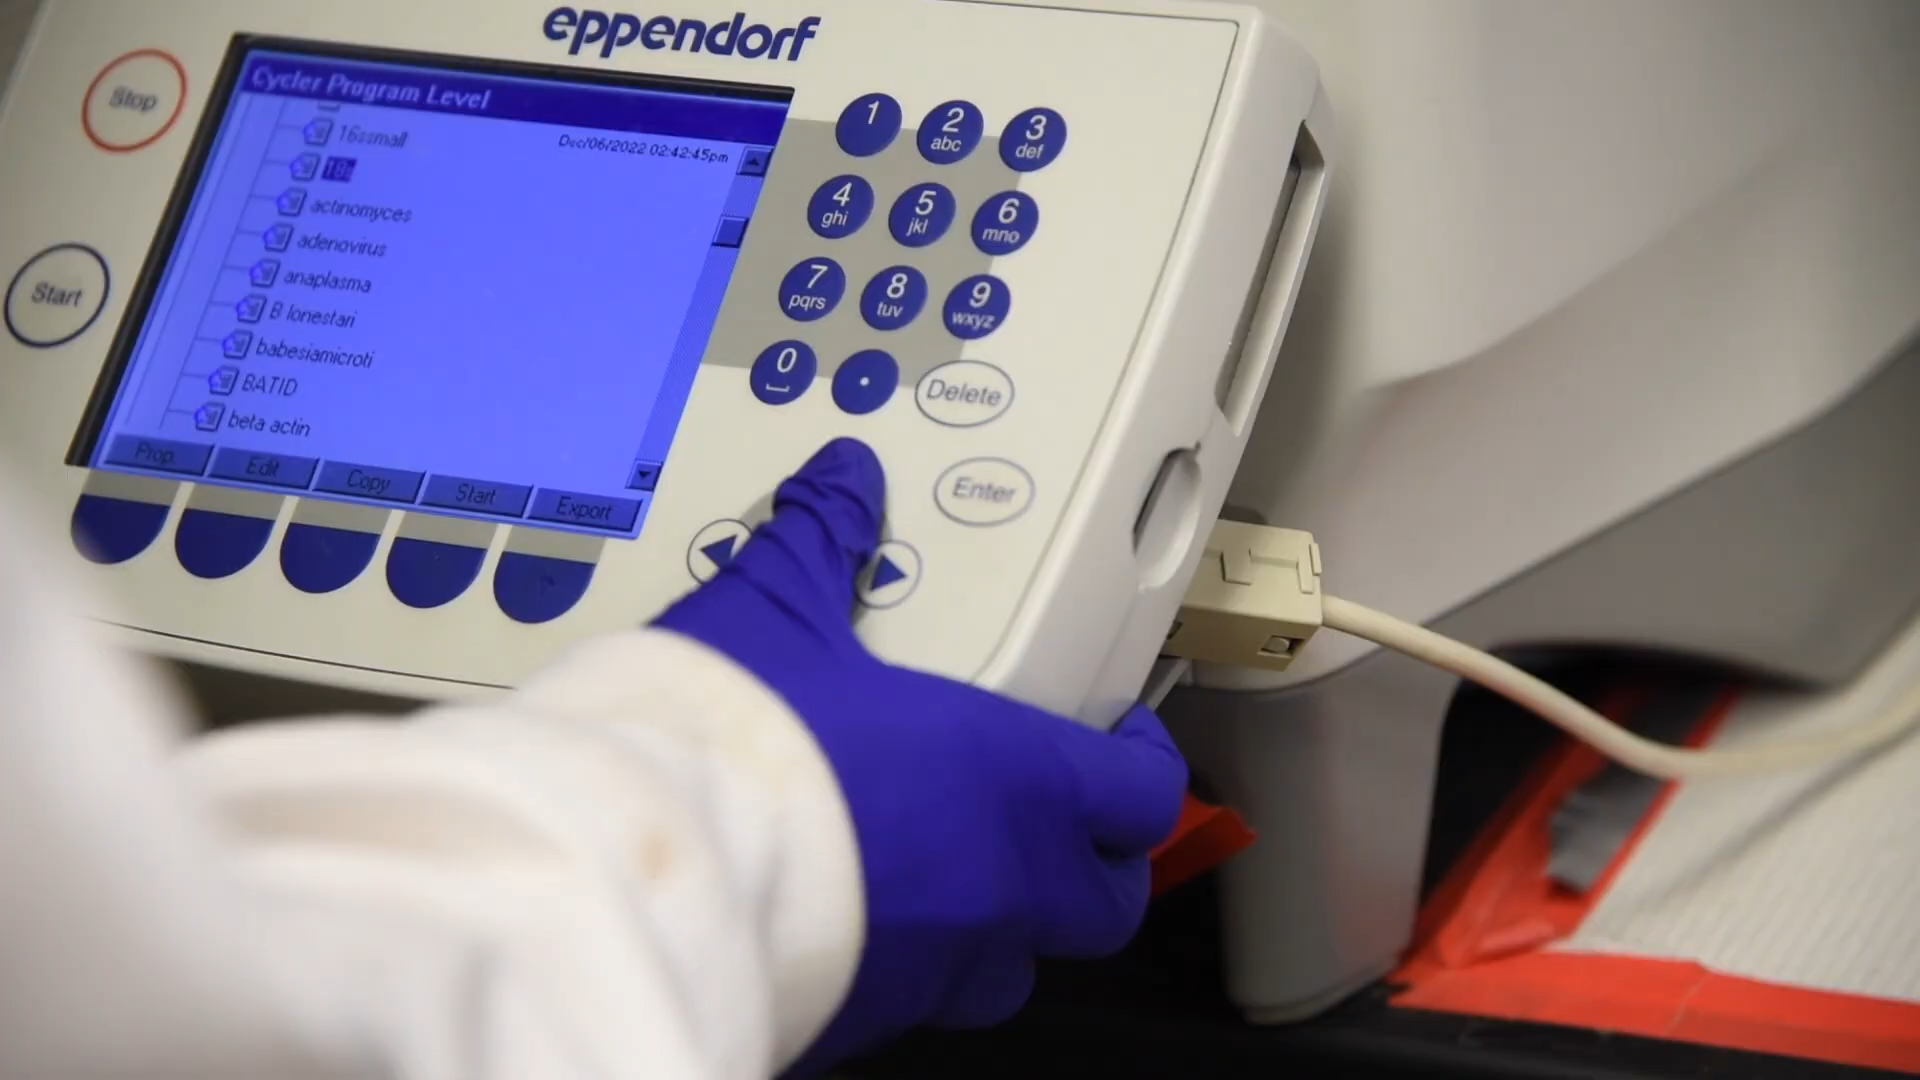 eppendorf
Stop
Start
Cycler Program Level
Dec/06/2022 02:42:45pm
16ssmall
18s
actinomyces
adenovirus
anaplasma
B lonestari
babesiamicroti
BATID
beta actin
Prop.
Edit
Copy
Start
Export
1
2
abc
3
def
4
ghi
5
jkl
6
mno
7
pqrs
8
tuv
9
wxyz
0
Delete
Enter